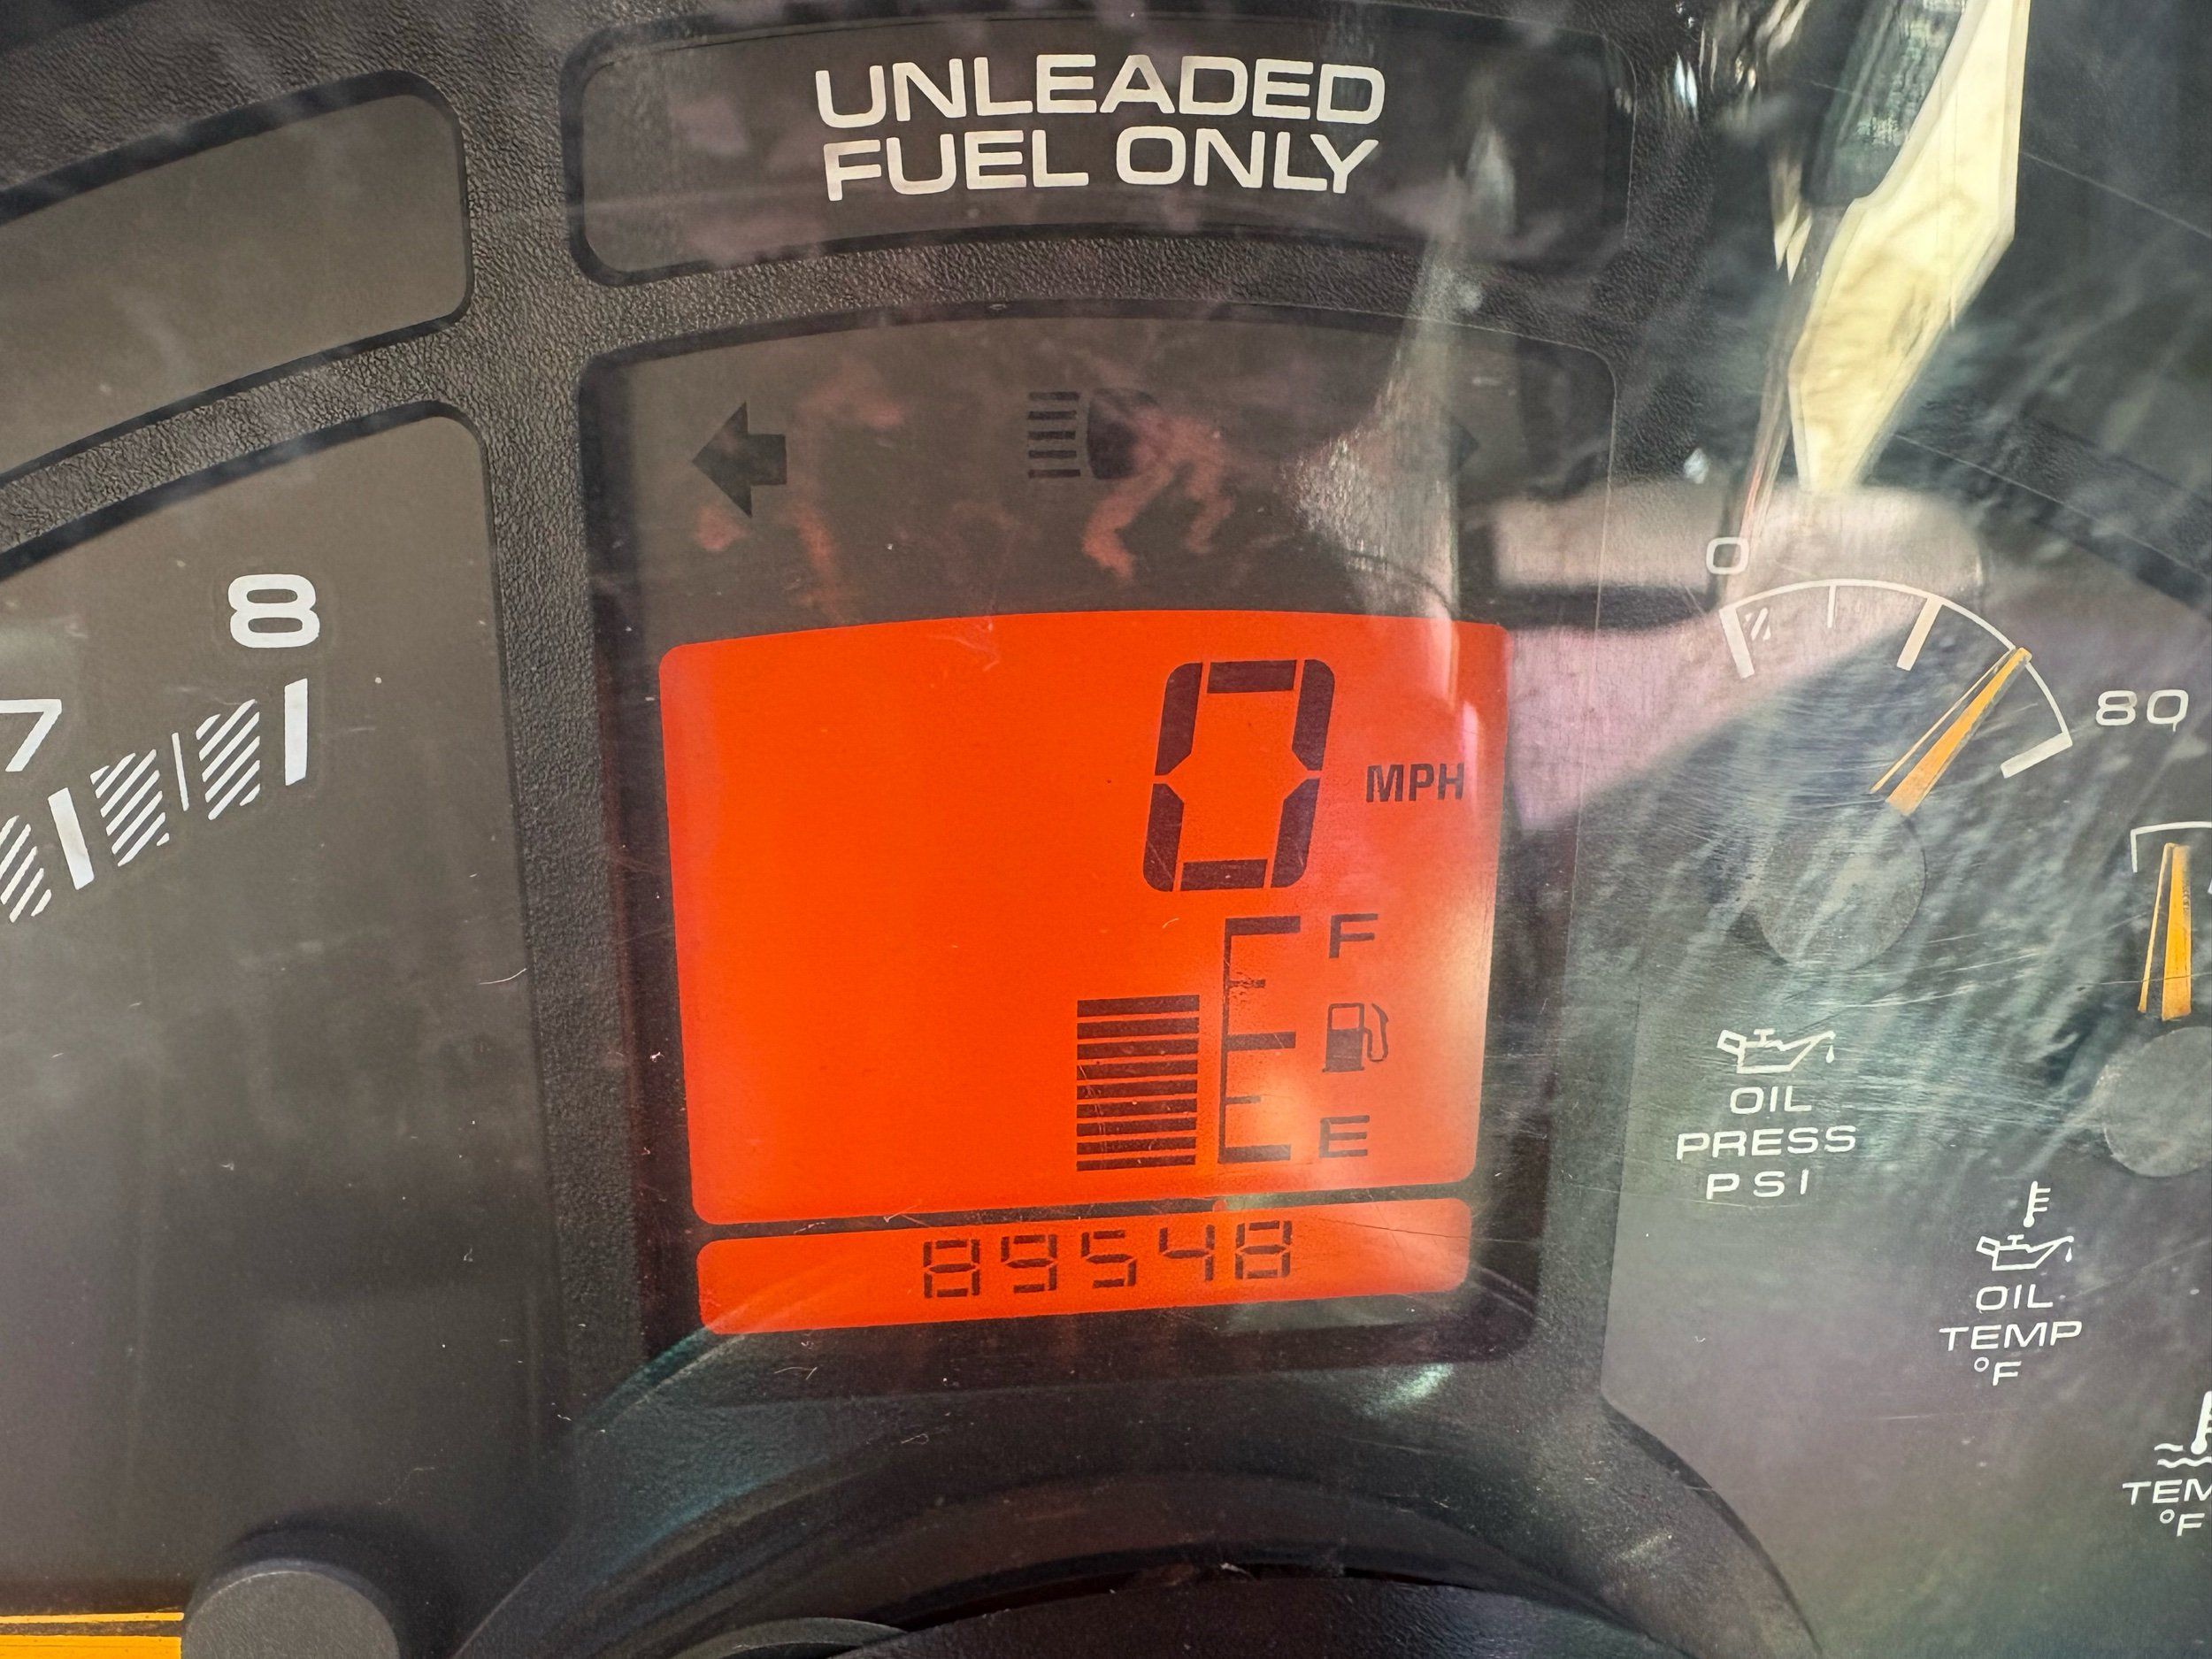 UNLEADED
FUEL ONLY
7
8
0
MPH
F
E
89548
0
80
OIL
PRESS
PSI
OIL
TEMP
°F
°F